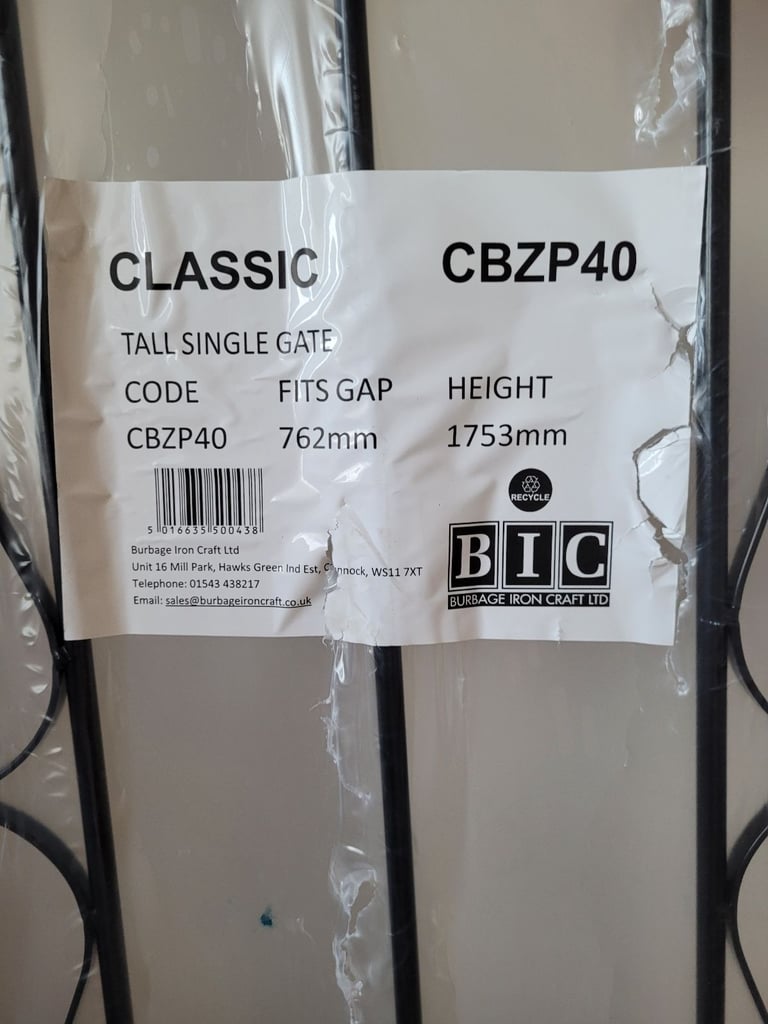 CLASSIC CBZP40
TALL SINGLE GATE
CODE FITS GAP HEIGHT
CBZP40 762mm 1753mm
RECYCLE
5 016635 500438
Burbage Iron Craft Ltd
Unit 16 Mill Park, Hawks Green Ind Est, C nnock, WS11 7XT
Telephone: 01543 438217
Email: sales@burbageironcraft.co.uk
BIC
BURBAGE IRON CRAFT LTD